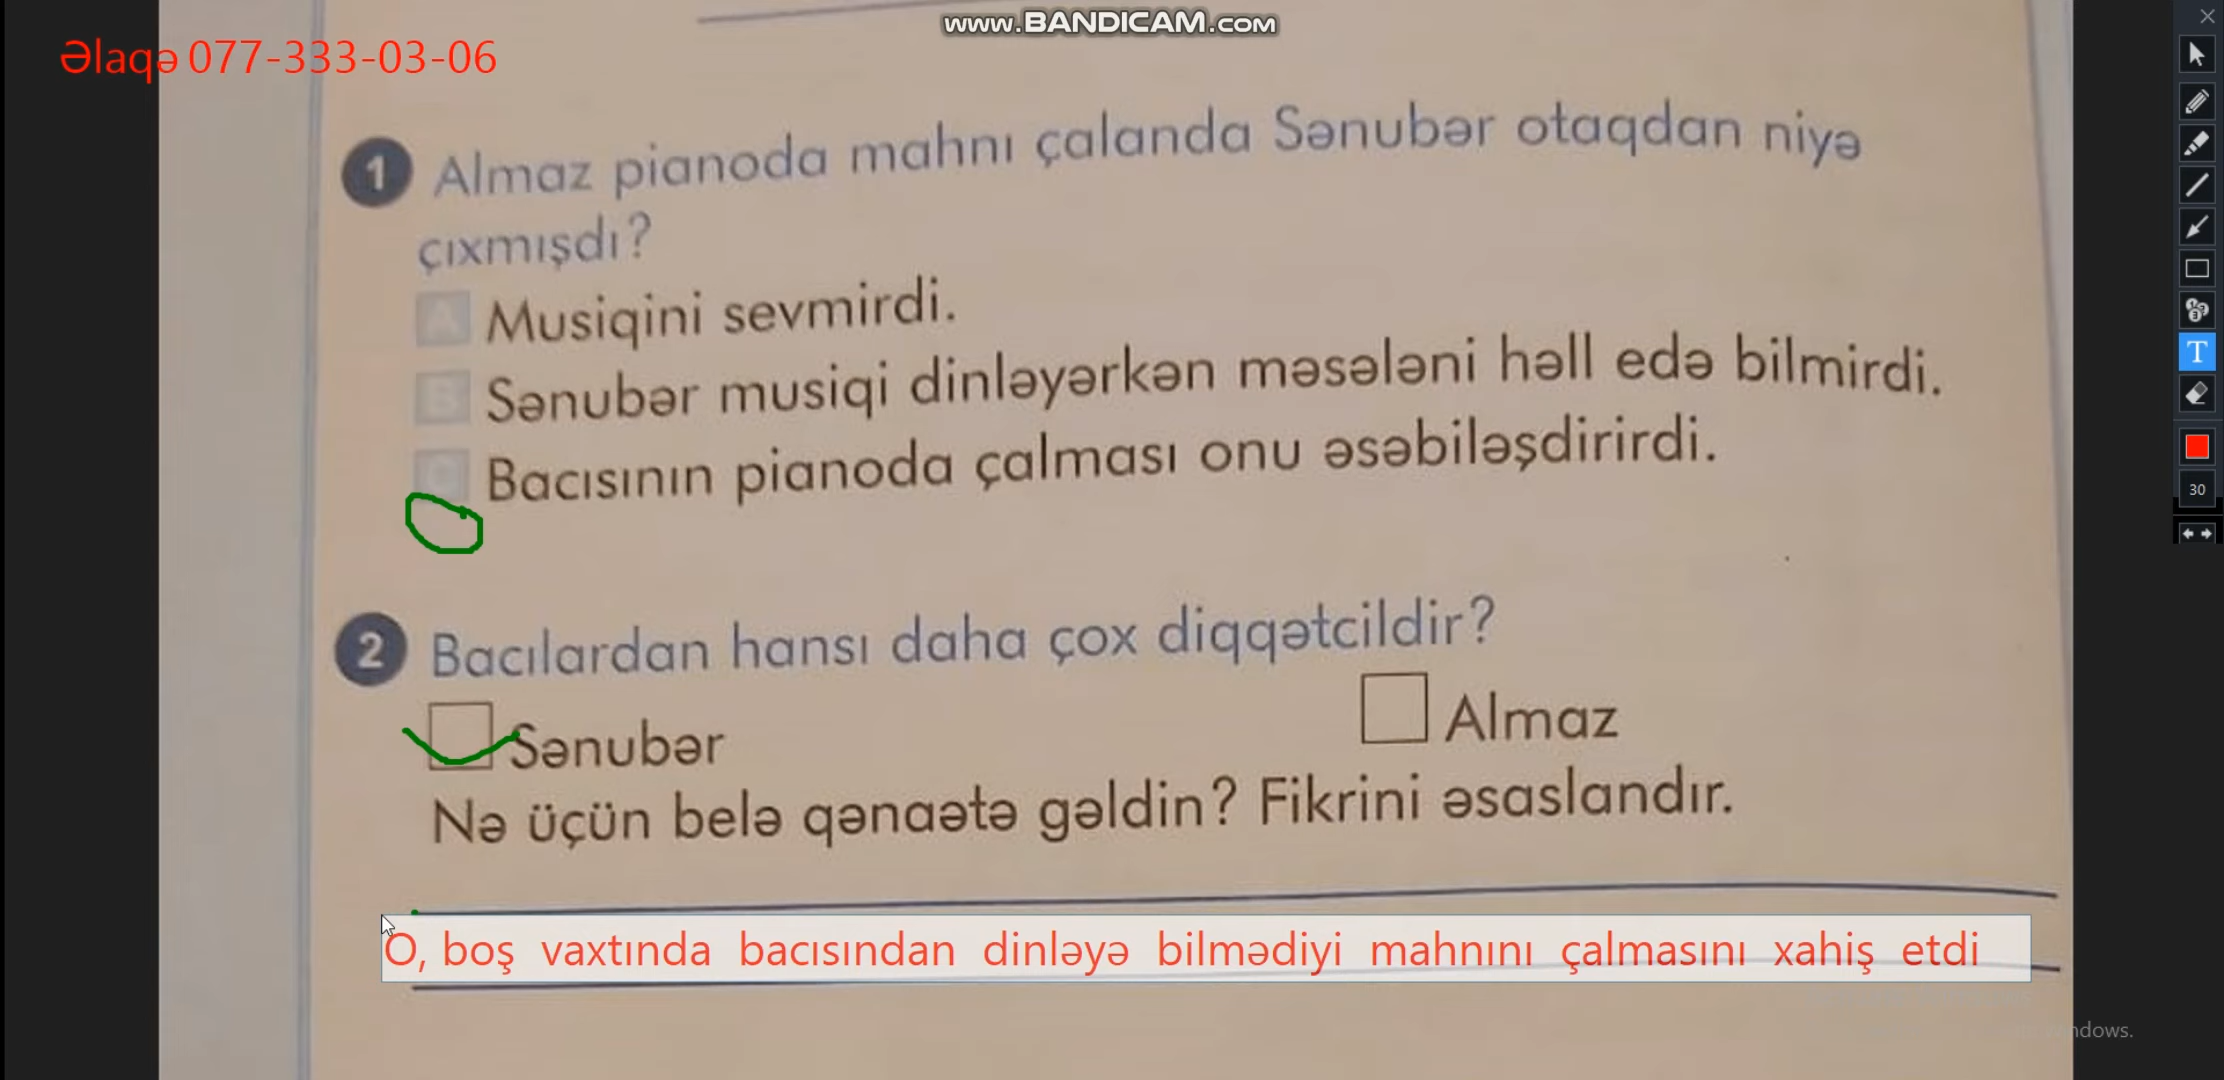 www.BANDICAM.com
Əlaqə 077-333-03-06
1 Almaz pianoda mahnı çalanda Sənubər otaqdan niyə
çıxmışdı?
A Musiqini sevmirdi.
B Sənubər musiqi dinləyərkən məsələni həll edə bilmirdi.
C Bacısının pianoda çalması onu əsəbiləşdirirdi.
2 Bacılardan hansı daha çox diqqətcildir?
Sənubər Almaz
Nə üçün belə qənaətə gəldin? Fikrini əsaslandır.
O, boş vaxtında bacısından dinləyə bilmədiyi mahnını çalmasını xahiş etdi
T
30